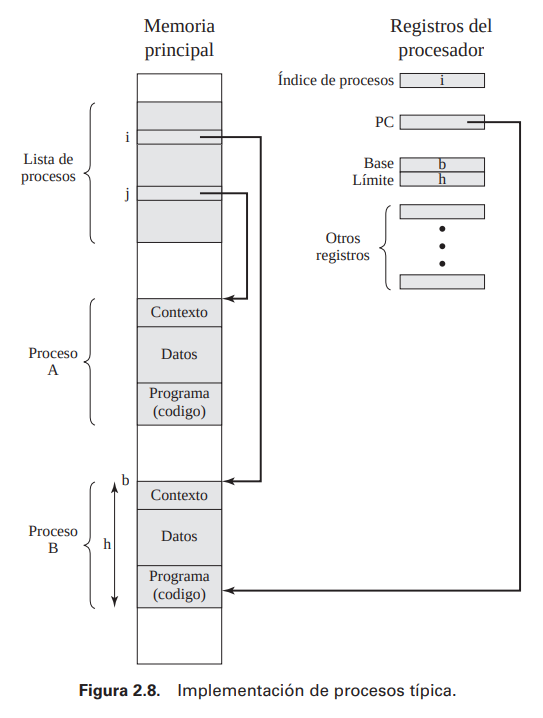 Memoria
principal
Registros del
procesador
Índice de procesos
i
PC
Base
b
Límite
h
Otros
registros
Lista de
procesos
i
j
Proceso
A
Contexto
Datos
Programa
(codigo)
b
Proceso
B
h
Contexto
Datos
Programa
(codigo)
Figura 2.8. Implementación de procesos típica.